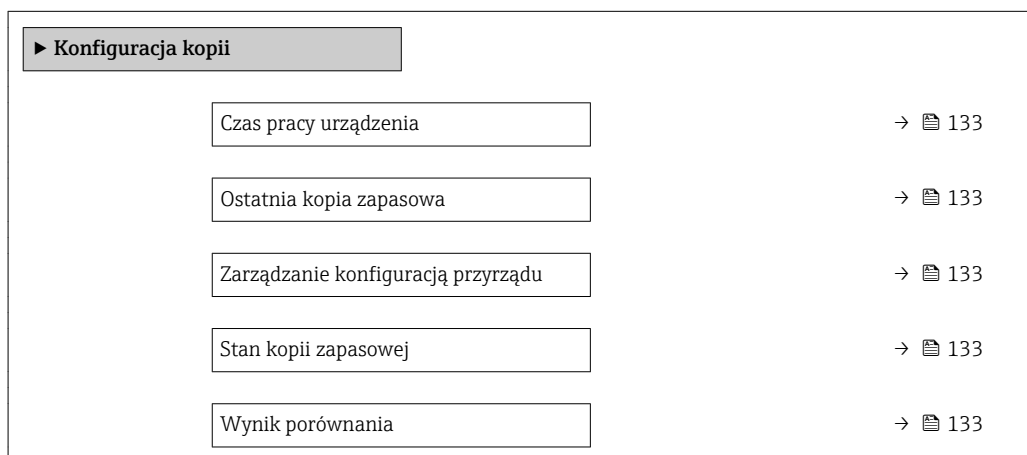 ▶ Konfiguracja kopii
Czas pracy urządzenia → 133
Ostatnia kopia zapasowa → 133
Zarządzanie konfiguracją przyrządu → 133
Stan kopii zapasowej → 133
Wynik porównania → 133